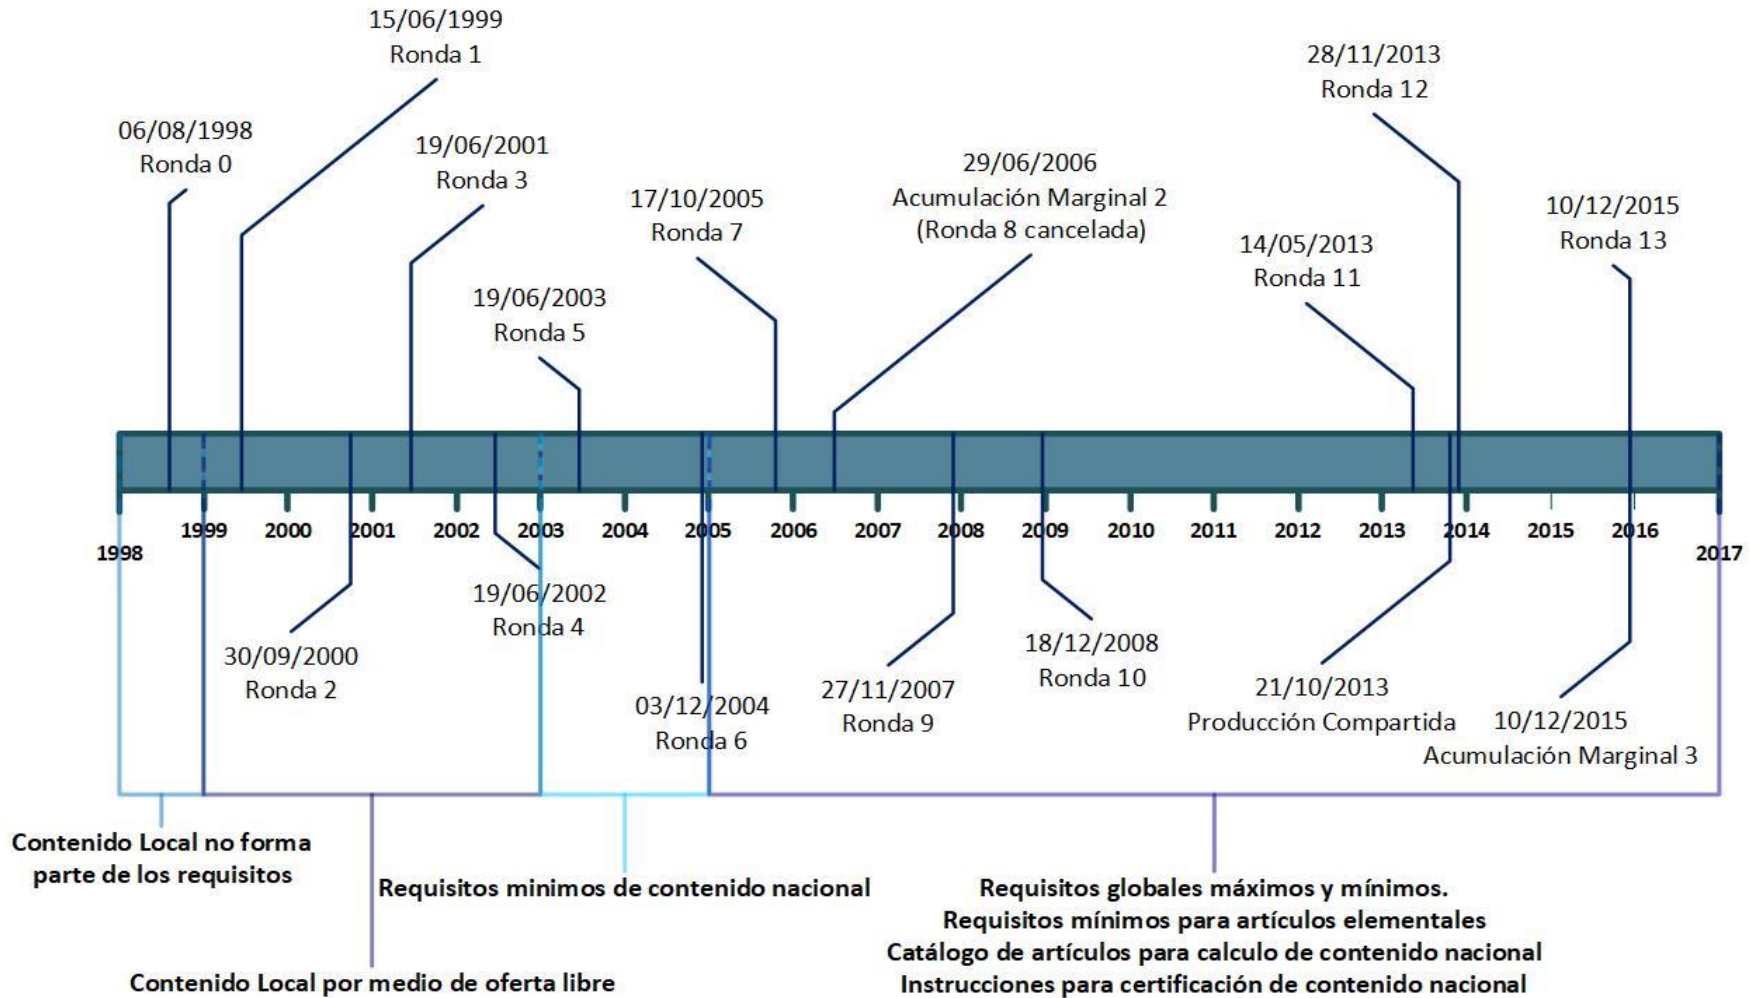 15/06/1999
Ronda 1
28/11/2013
Ronda 12
06/08/1998
Ronda 0
19/06/2001
Ronda 3
29/06/2006
Acumulación Marginal 2
(Ronda 8 cancelada)
17/10/2005
Ronda 7
10/12/2015
Ronda 13
14/05/2013
Ronda 11
19/06/2003
Ronda 5
1998
1999
2000
2001
2002
2003
2004
2005
2006
2007
2008
2009
2010
2011
2012
2013
2014
2015
2016
2017
19/06/2002
Ronda 4
30/09/2000
Ronda 2
03/12/2004
Ronda 6
27/11/2007
Ronda 9
18/12/2008
Ronda 10
21/10/2013
Producción Compartida
10/12/2015
Acumulación Marginal 3
Contenido Local no forma
parte de los requisitos
Contenido Local por medio de oferta libre
Requisitos minimos de contenido nacional
Requisitos globales máximos y mínimos.
Requisitos mínimos para artículos elementales
Catálogo de artículos para calculo de contenido nacional
Instrucciones para certificación de contenido nacional